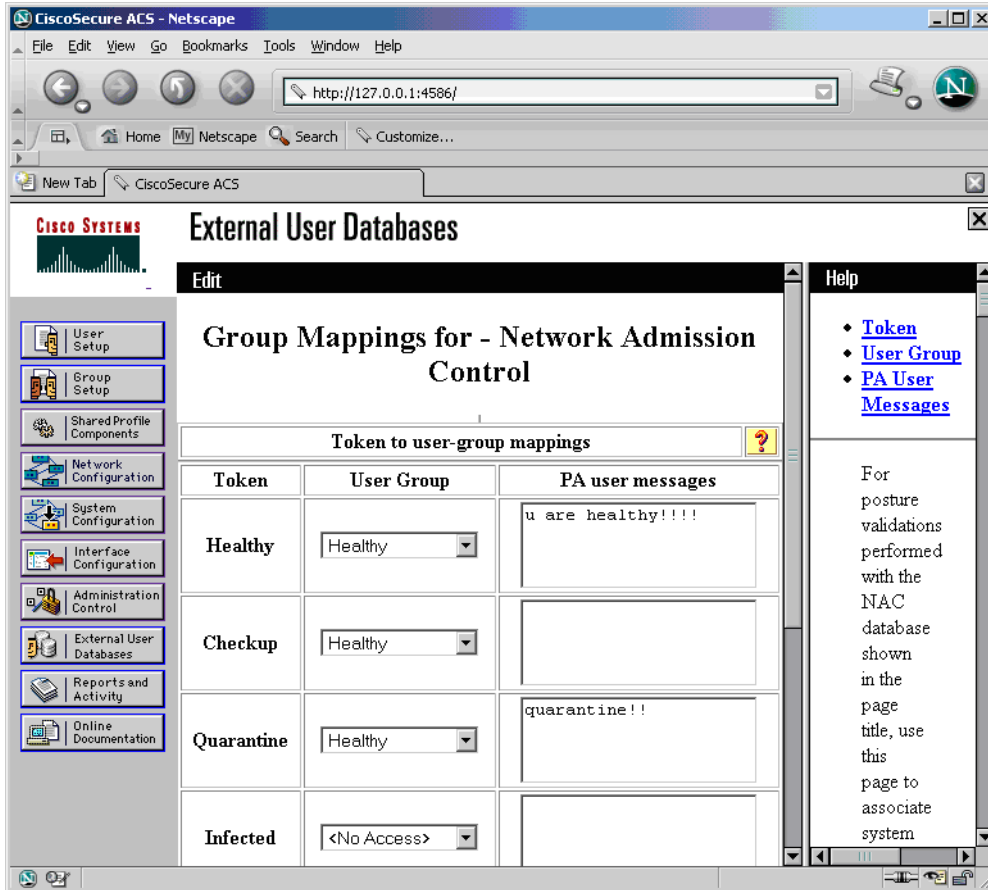 CiscoSecure ACS - Netscape
File Edit View Go Bookmarks Tools Window Help
http://127.0.0.1:4586/
N
Home My Netscape Search Customize...
New Tab CiscoSecure ACS
CISCO SYSTEMS
External User Databases
Edit
Help
User Setup
Group Setup
Shared Profile Components
Network Configuration
System Configuration
Interface Configuration
Administration Control
External User Databases
Reports and Activity
Online Documentation
Group Mappings for - Network Admission
Control
Token to user-group mappings ?
Token User Group PA user messages
Healthy Healthy u are healthy!!!!
Checkup Healthy
Quarantine Healthy quarantine!!
Infected <No Access>
Token
User Group
PA User
Messages
For
posture
validations
performed
with the
NAC
database
shown
in the
page
title, use
this
page to
associate
system